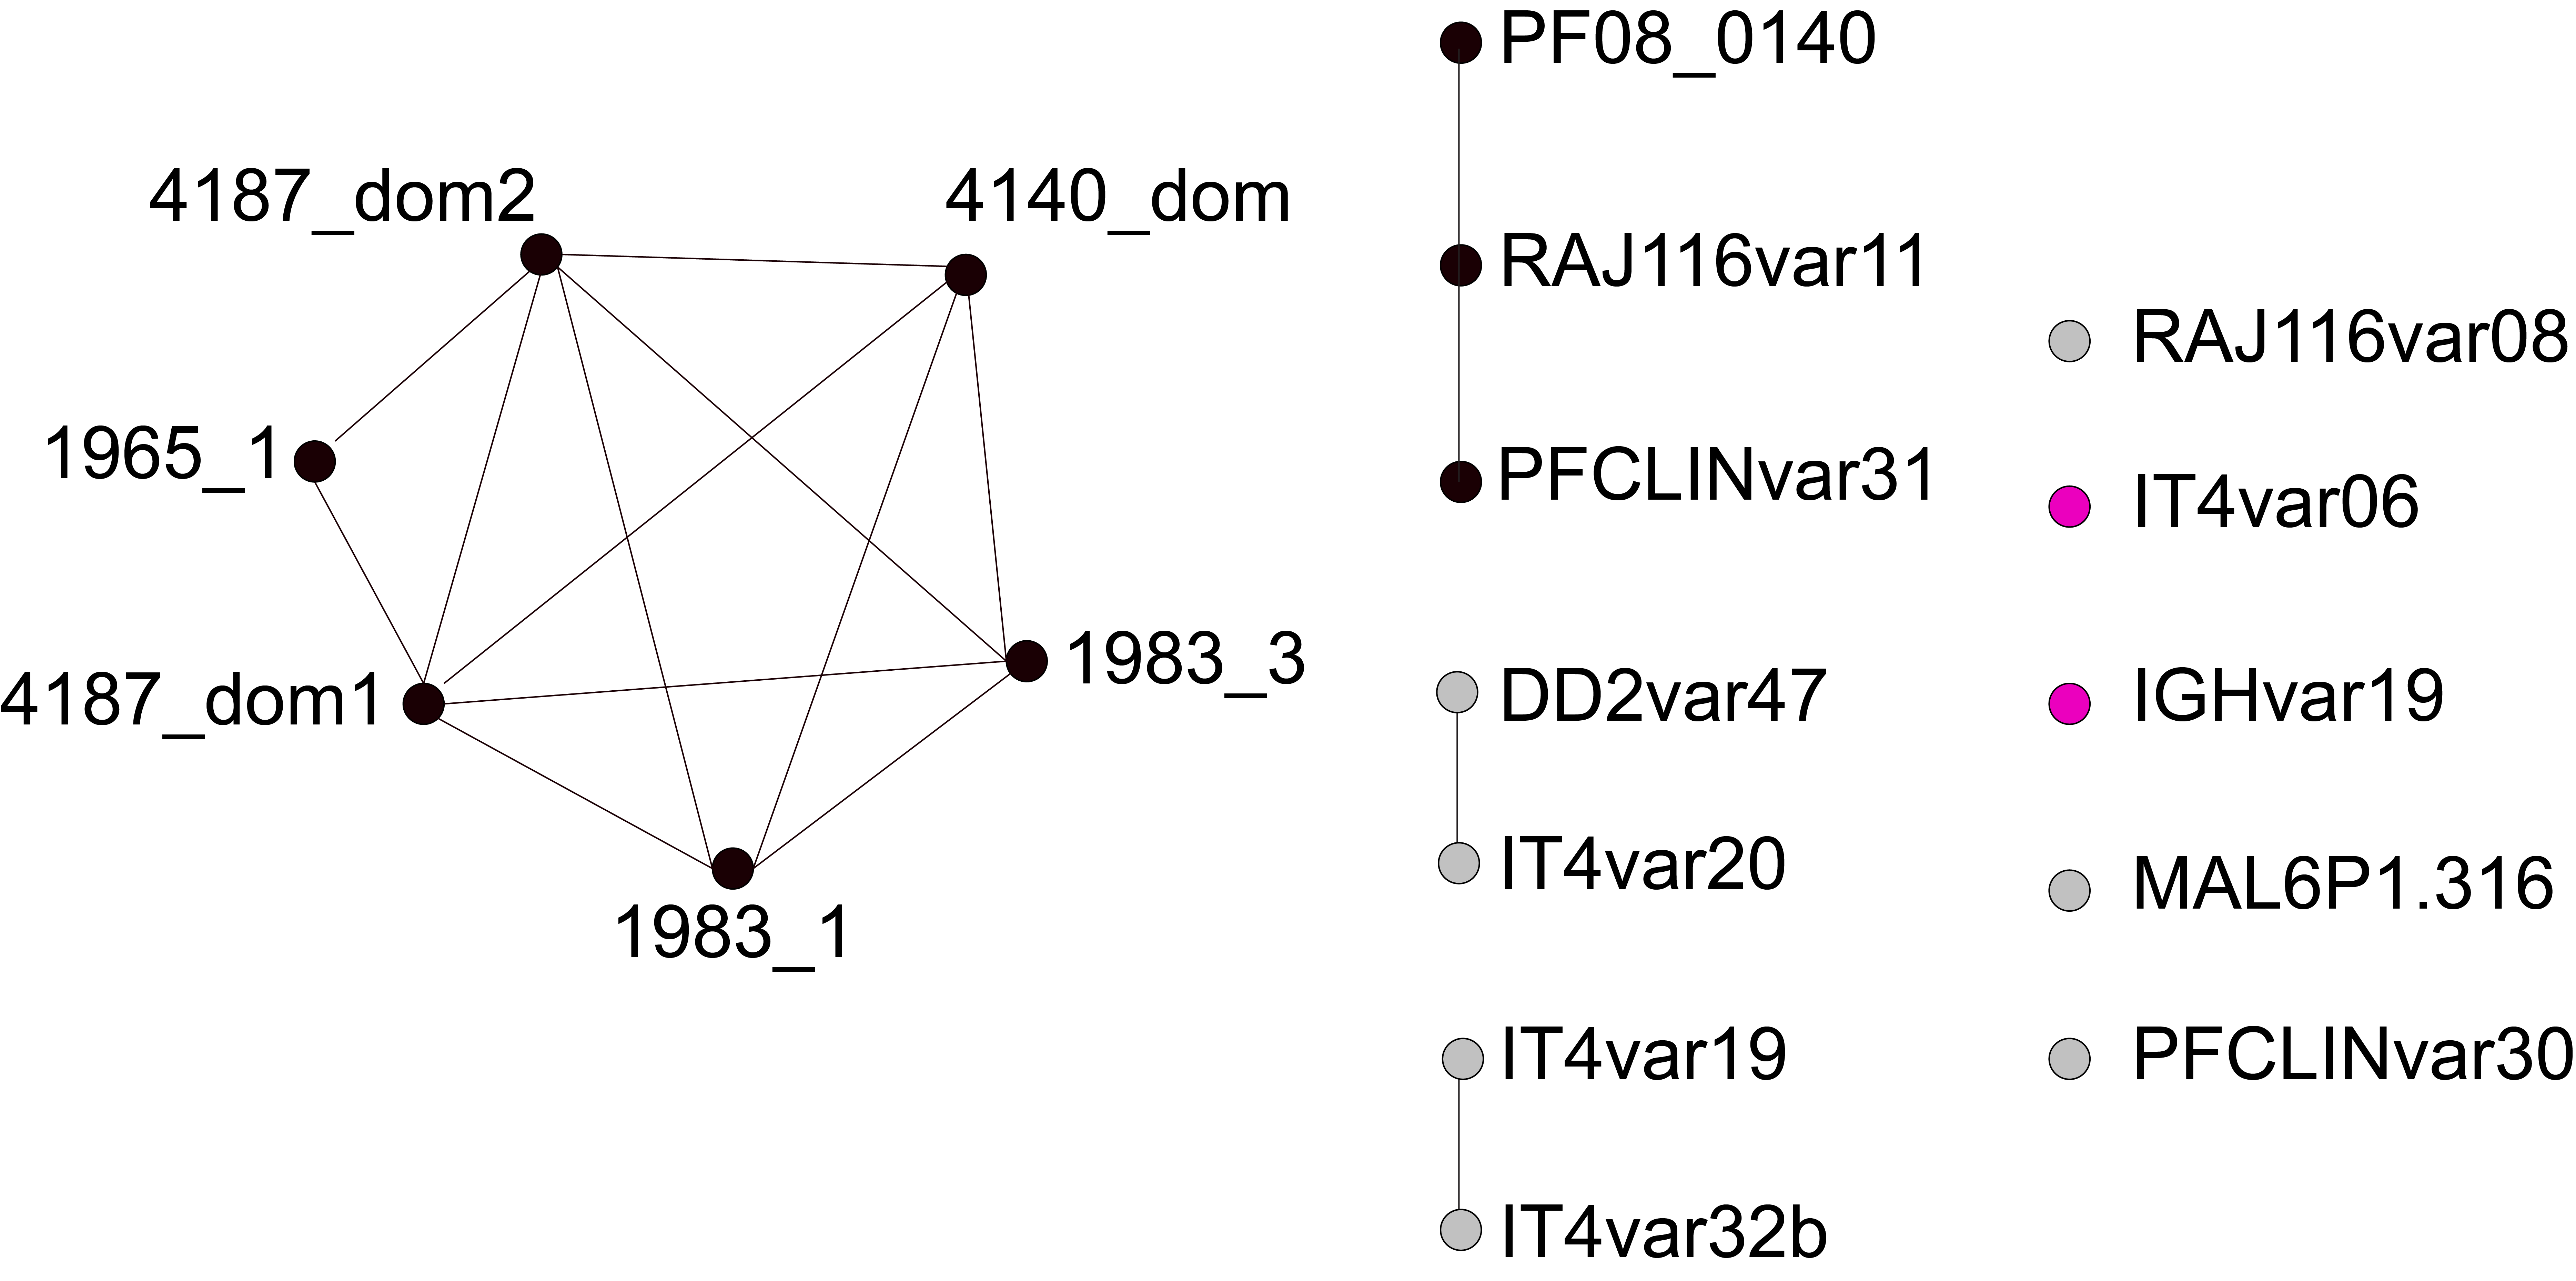 4187_dom2
4140_dom
1965_1
1983_3
4187_dom1
1983_1
PF08_0140
RAJ116var11
PFCLINvar31
DD2var47
IT4var20
IT4var19
IT4var32b
RAJ116var08
IT4var06
IGHvar19
MAL6P1.316
PFCLINvar30